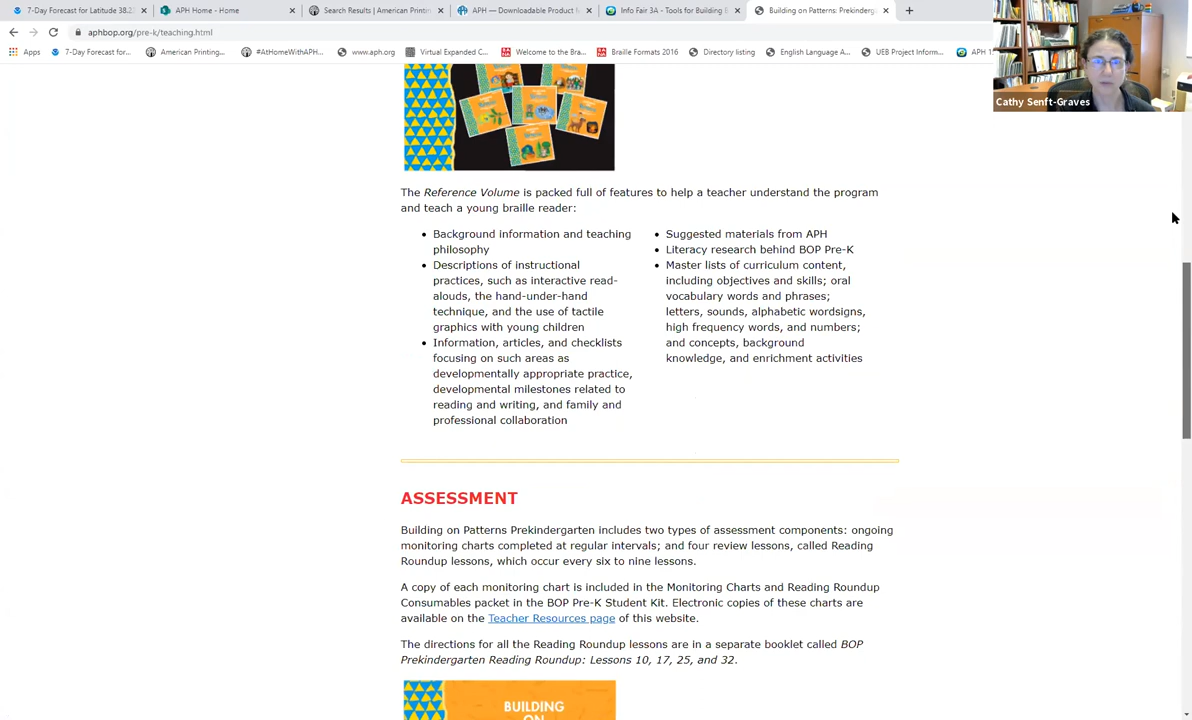 7-Day Forecast for Latitude 38.2
APH Home - Home
Search Results | American Printin
APH — Downloadable Product M
Info Fair 3A - Tools for Building B
Building on Patterns: Prekinderga
aphbop.org/pre-k/teaching.html
Apps
7-Day Forecast for...
American Printing...
#AtHomeWithAPH...
www.aph.org
Virtual Expanded C...
Welcome to the Bra...
Braille Formats 2016
Directory listing
English Language A...
UEB Project Inform...
Cathy Senft-Graves
The Reference Volume is packed full of features to help a teacher understand the program
and teach a young braille reader:
• Background information and teaching
philosophy
• Descriptions of instructional
practices, such as interactive read-
alouds, the hand-under-hand
technique, and the use of tactile
graphics with young children
• Information, articles, and checklists
focusing on such areas as
developmentally appropriate practice,
developmental milestones related to
reading and writing, and family and
professional collaboration
• Suggested materials from APH
• Literacy research behind BOP Pre-K
• Master lists of curriculum content,
including objectives and skills; oral
vocabulary words and phrases;
letters, sounds, alphabetic wordsigns,
high frequency words, and numbers;
and concepts, background
knowledge, and enrichment activities
ASSESSMENT
Building on Patterns Prekindergarten includes two types of assessment components: ongoing
monitoring charts completed at regular intervals; and four review lessons, called Reading
Roundup lessons, which occur every six to nine lessons.
A copy of each monitoring chart is included in the Monitoring Charts and Reading Roundup
Consumables packet in the BOP Pre-K Student Kit. Electronic copies of these charts are
available on the Teacher Resources page of this website.
The directions for all the Reading Roundup lessons are in a separate booklet called BOP
Prekindergarten Reading Roundup: Lessons 10, 17, 25, and 32.
BUILDING
ON